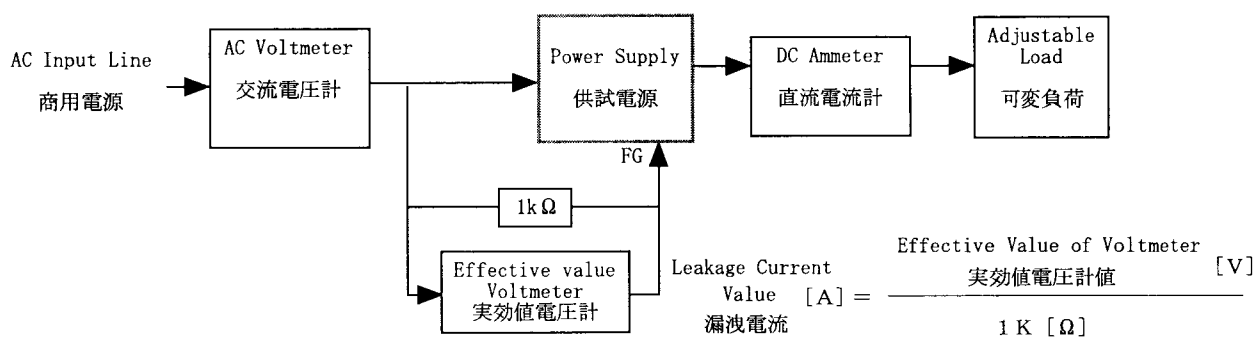 AC Input Line
商用電源
AC Voltmeter
交流電圧計
Power Supply
供試電源
DC Ammeter
直流電流計
Adjustable
Load
可変負荷
FG
1kΩ
Effective value
Voltmeter
実効値電圧計
Leakage Current
Value [A] =
漏洩電流
Effective Value of Voltmeter
実効値電圧計値 [V]
1 K [Ω]